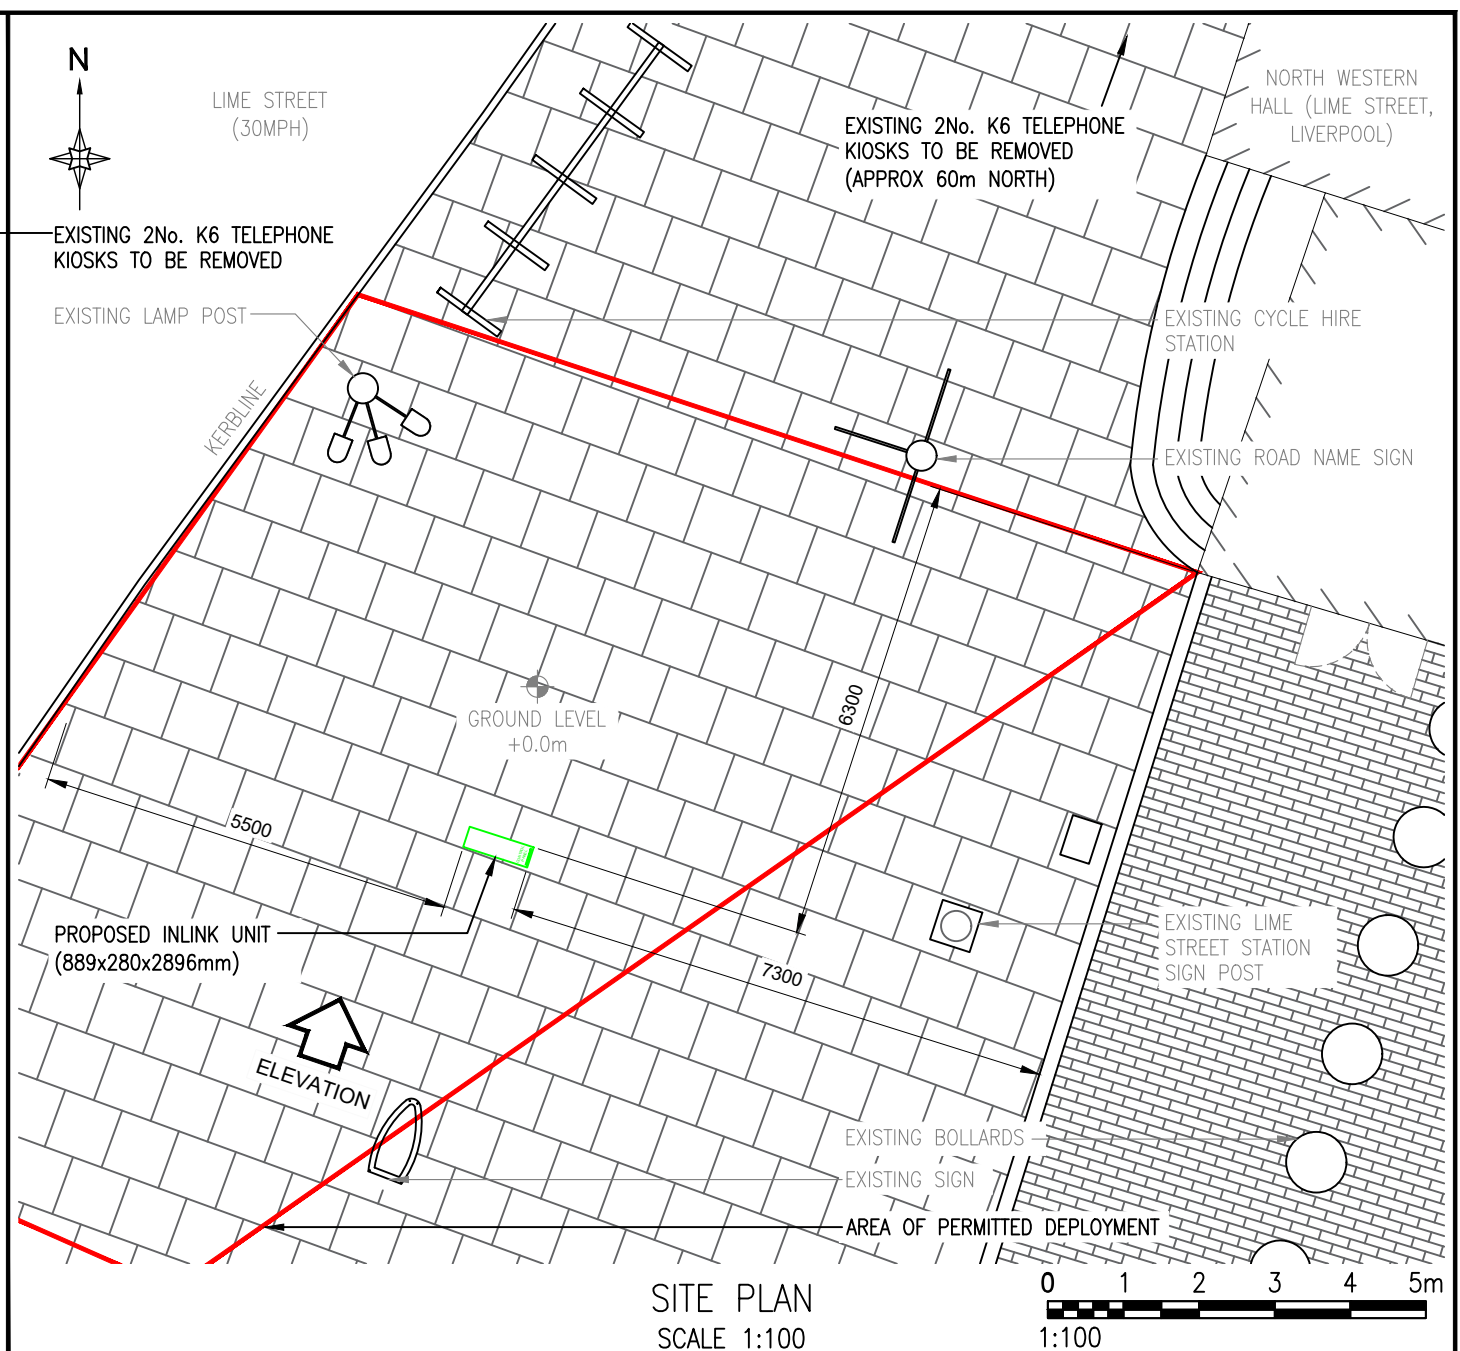 N
LIME STREET
(30MPH)
NORTH WESTERN
HALL (LIME STREET,
LIVERPOOL)
EXISTING 2No. K6 TELEPHONE
KIOSKS TO BE REMOVED
(APPROX 60m NORTH)
EXISTING 2No. K6 TELEPHONE
KIOSKS TO BE REMOVED
EXISTING LAMP POST
EXISTING CYCLE HIRE
STATION
KERBLINE
EXISTING ROAD NAME SIGN
6300
GROUND LEVEL
+0.0m
5500
PROPOSED INLINK UNIT
(889x280x2896mm)
7300
EXISTING LIME
STREET STATION
SIGN POST
ELEVATION
EXISTING BOLLARDS
EXISTING SIGN
AREA OF PERMITTED DEPLOYMENT
SITE PLAN
SCALE 1:100
0 1 2 3 4 5m
1:100